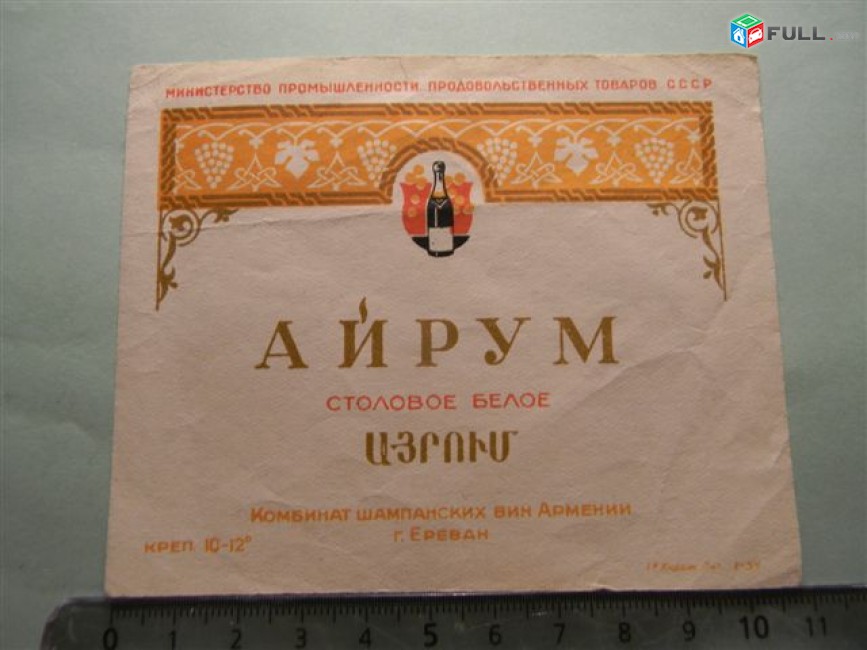 FULL
МИНИСТЕРСТВО ПРОМЫШЛЕННОСТИ ПРОДОВОЛЬСТВЕННЫХ ТОВАРОВ СССР
АЙРУМ
СТОЛОВОЕ БЕЛОЕ
ԱՅՐՈՒՄ
КОМБИНАТ ШАМПАНСКИХ ВИН АРМЕНИИ
Г. ЕРЕВАН
КРЕП. 10-12°
0 1 2 3 4 5 6 7 8 9 10 11